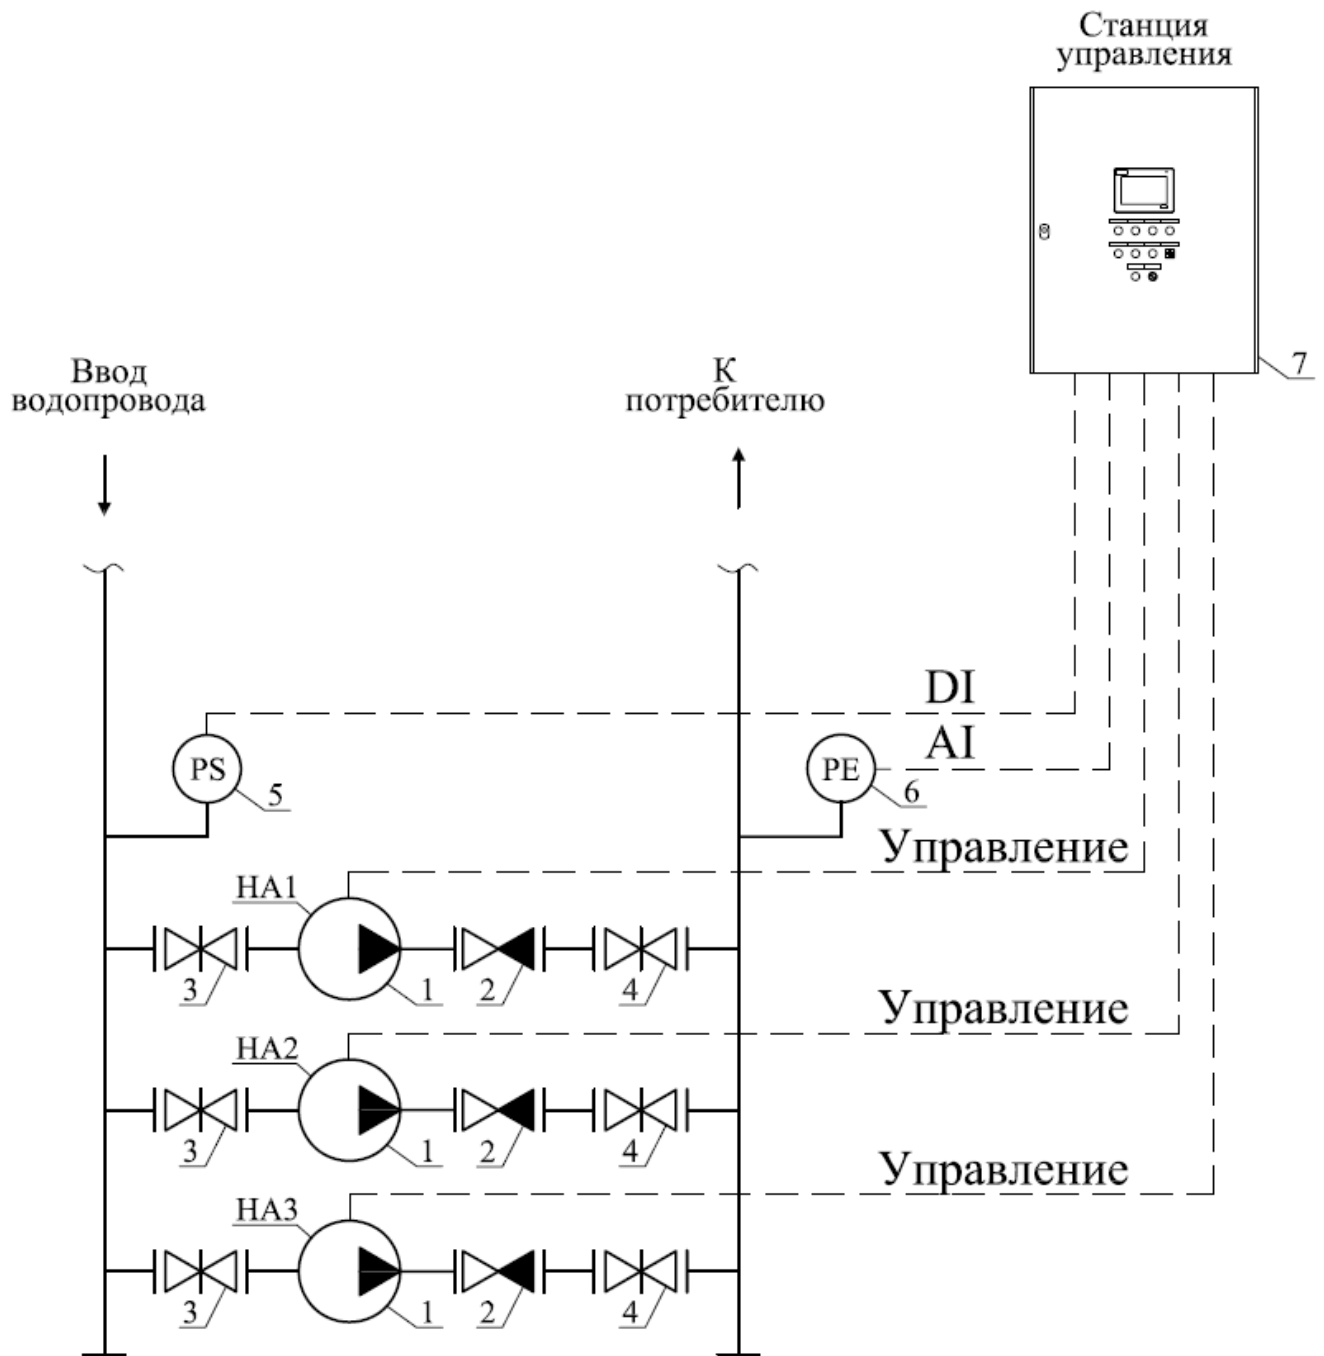 Станция
управления
7
Ввод
водопровода
К
потребителю
DI
AI
PS
5
PE
6
Управление
НА1
3
1
2
4
Управление
НА2
3
1
2
4
Управление
НА3
3
1
2
4